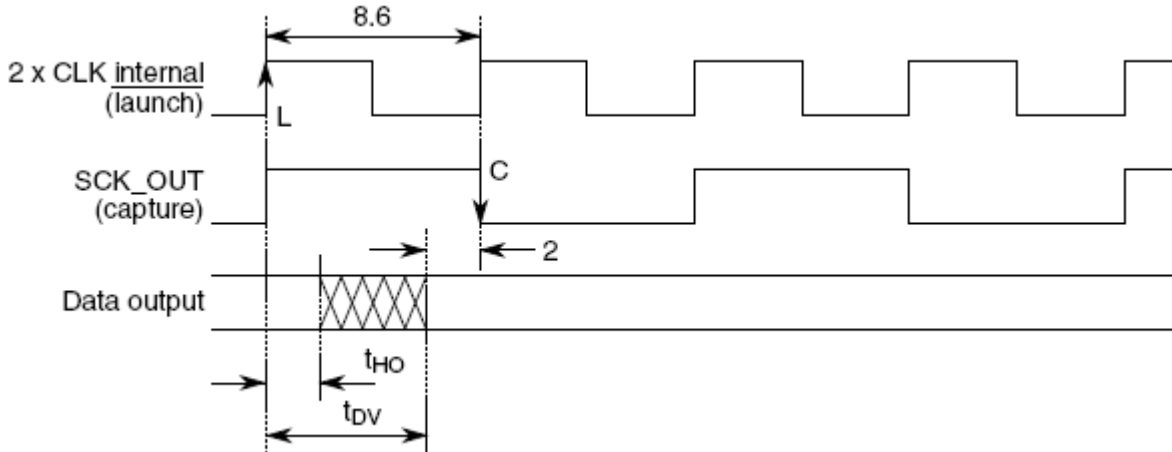 8.6
2 x CLK internal
(launch)
L
SCK_OUT
(capture)
C
2
Data output
tHO
tDV